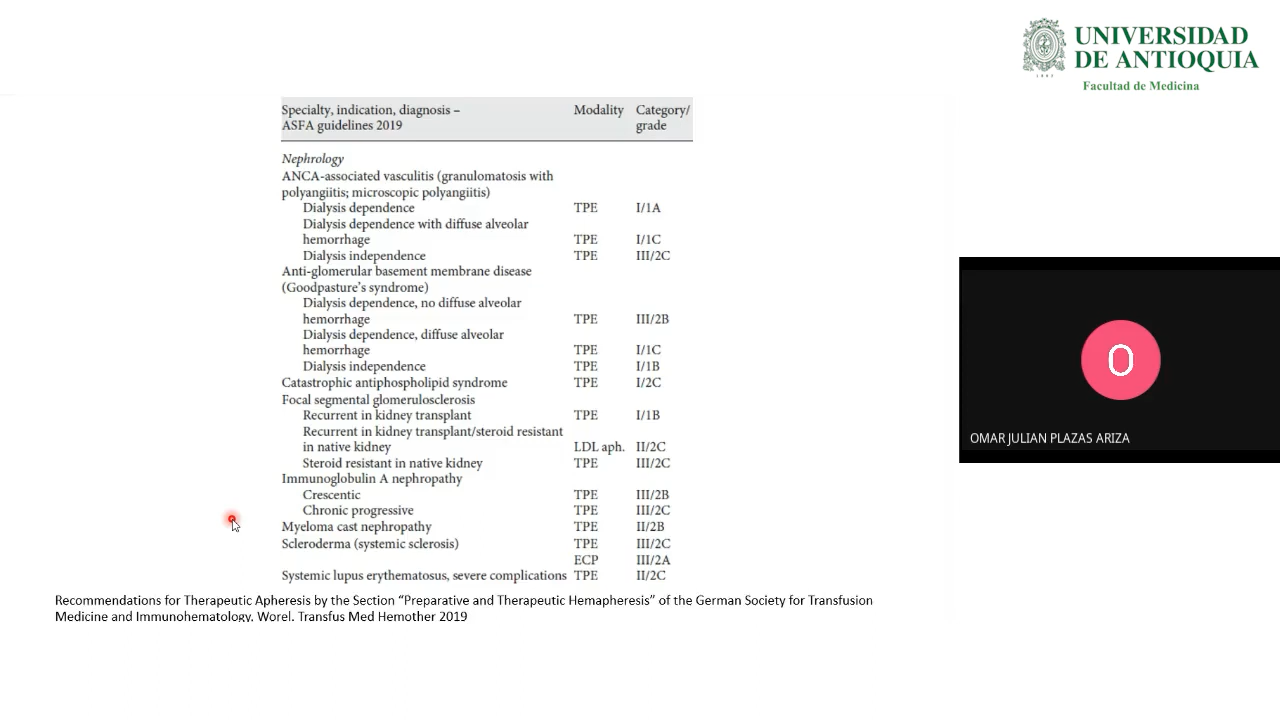 UNIVERSIDAD
DE ANTIOQUIA
1803
Facultad de Medicina
Specialty, indication, diagnosis – Modality Category/
ASFA guidelines 2019 grade
Nephrology
ANCA-associated vasculitis (granulomatosis with
polyangiitis; microscopic polyangiitis)
Dialysis dependence TPE I/1A
Dialysis dependence with diffuse alveolar
hemorrhage TPE I/1C
Dialysis independence TPE III/2C
Anti-glomerular basement membrane disease
(Goodpasture's syndrome)
Dialysis dependence, no diffuse alveolar
hemorrhage TPE III/2B
Dialysis dependence, diffuse alveolar
hemorrhage TPE I/1C
Dialysis independence TPE I/1B
Catastrophic antiphospholipid syndrome TPE I/2C
Focal segmental glomerulosclerosis
Recurrent in kidney transplant TPE I/1B
Recurrent in kidney transplant/steroid resistant
in native kidney LDL aph. II/2C
Steroid resistant in native kidney TPE III/2C
Immunoglobulin A nephropathy
Crescentic TPE III/2B
Chronic progressive TPE III/2C
Myeloma cast nephropathy TPE II/2B
Scleroderma (systemic sclerosis) TPE III/2C
ECP III/2A
Systemic lupus erythematosus, severe complications TPE II/2C
Recommendations for Therapeutic Apheresis by the Section “Preparative and Therapeutic Hemapheresis” of the German Society for Transfusion
Medicine and Immunohematology. Worel. Transfus Med Hemother 2019
O
OMAR JULIAN PLAZAS ARIZA